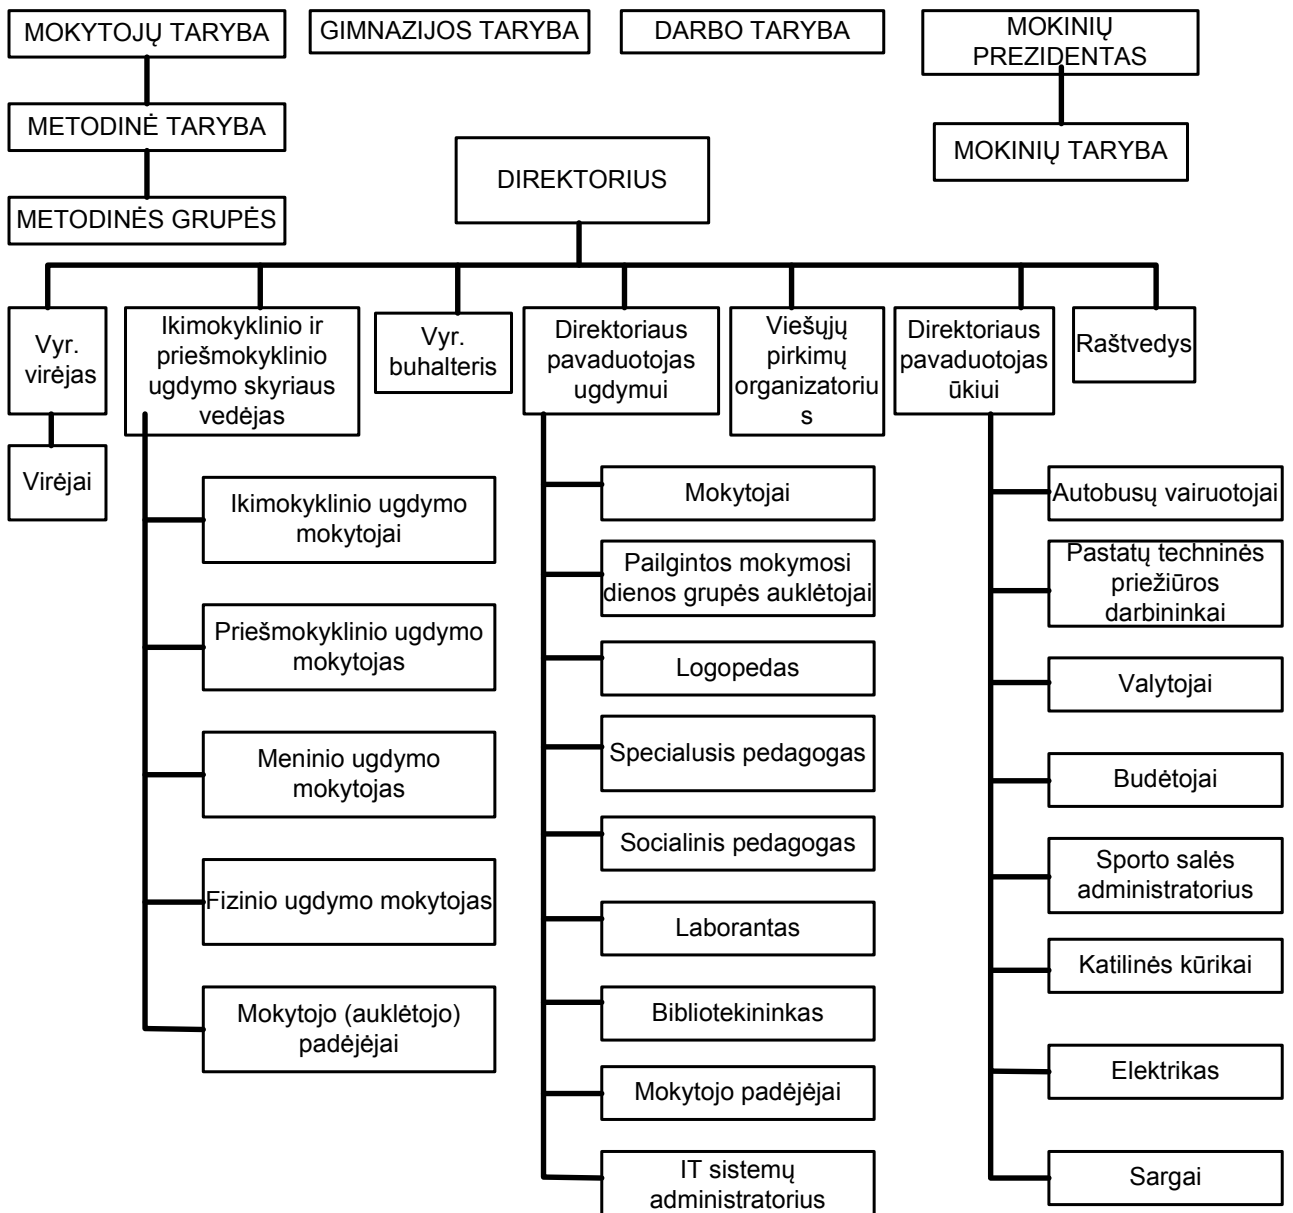 MOKYTOJŲ TARYBA
GIMNAZIJOS TARYBA
DARBO TARYBA
MOKINIŲ
PREZIDENTAS
METODINĖ TARYBA
MOKINIŲ TARYBA
METODINĖS GRUPĖS
DIREKTORIUS
Vyr.
virėjas
Ikimokyklinio ir
priešmokyklinio
ugdymo skyriaus
vedėjas
Vyr.
buhalteris
Direktoriaus
pavaduotojas
ugdymui
Viešųjų
pirkimų
organizatoriu
s
Direktoriaus
pavaduotojas
ūkiui
Raštvedys
Virėjai
Ikimokyklinio ugdymo
mokytojai
Priešmokyklinio ugdymo
mokytojas
Meninio ugdymo
mokytojas
Fizinio ugdymo mokytojas
Mokytojo (auklėtojo)
padėjėjai
Mokytojai
Pailgintos mokymosi
dienos grupės auklėtojai
Logopedas
Specialusis pedagogas
Socialinis pedagogas
Laborantas
Bibliotekininkas
Mokytojo padėjėjai
IT sistemų
administratorius
Autobusų vairuotojai
Pastatų techninės
priežiūros
darbininkai
Valytojai
Budėtojai
Sporto salės
administratorius
Katilinės kūrikai
Elektrikas
Sargai